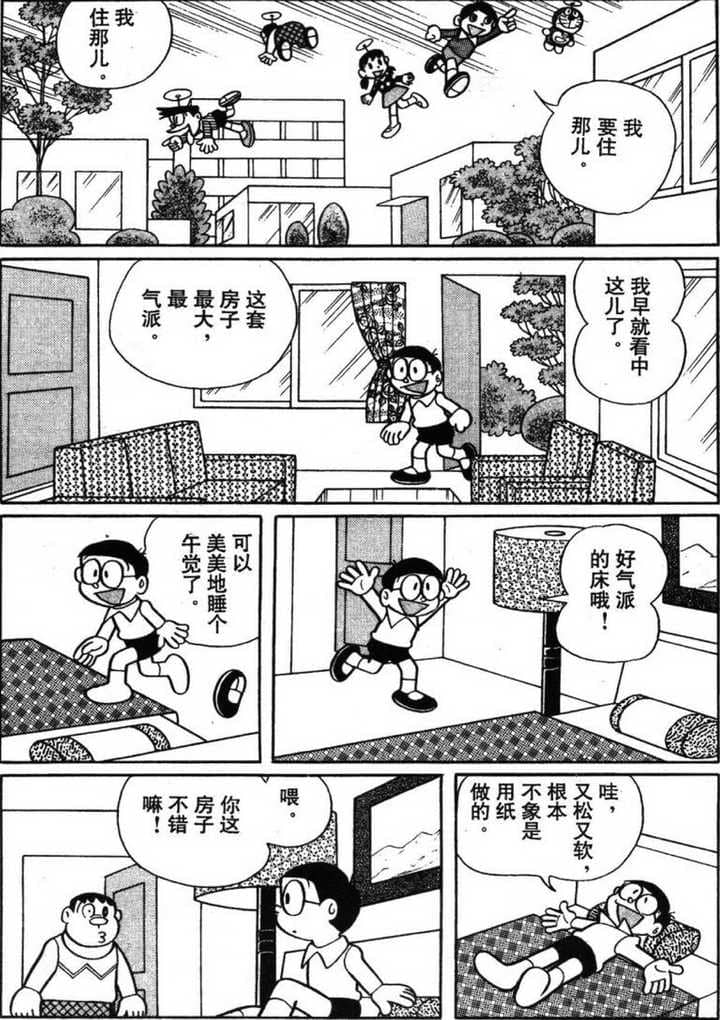 我
要住
那儿。
我
住那儿。
我早就看中
这儿了。
这套
房子
最大,
最
气派。
好气派
的床哦!
可以
美美地睡个
午觉了。
哇,
又松又软,
根本
不象是
用纸
做的。
喂。
你这
房子
不错
嘛!